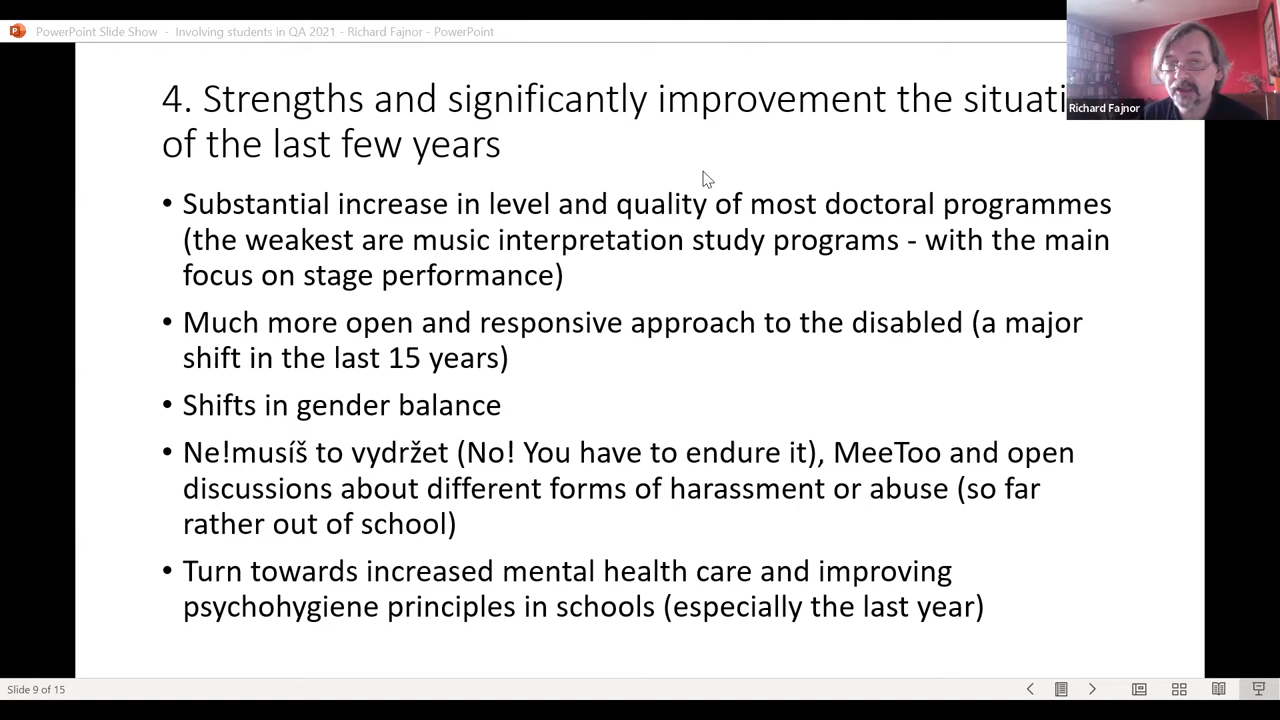 PowerPoint Slide Show - Involving students in QA 2021 - Richard Fajnor - PowerPoint
Richard Fajnor
4. Strengths and significantly improvement the situati
of the last few years
• Substantial increase in level and quality of most doctoral programmes
(the weakest are music interpretation study programs - with the main
focus on stage performance)
• Much more open and responsive approach to the disabled (a major
shift in the last 15 years)
• Shifts in gender balance
• Ne!musíš to vydržet (No! You have to endure it), MeeToo and open
discussions about different forms of harassment or abuse (so far
rather out of school)
• Turn towards increased mental health care and improving
psychohygiene principles in schools (especially the last year)
Slide 9 of 15